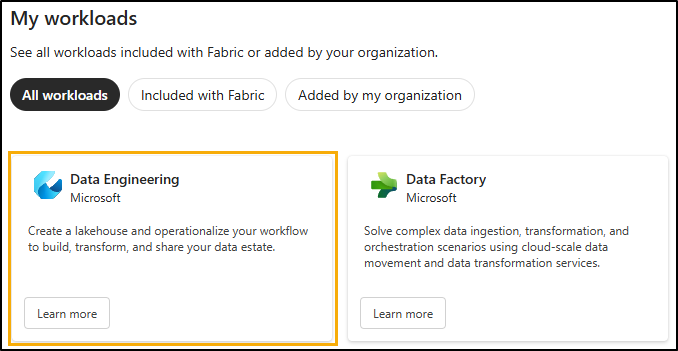 My workloads
See all workloads included with Fabric or added by your organization.
All workloads
Included with Fabric
Added by my organization
Data Engineering
Microsoft
Create a lakehouse and operationalize your workflow
to build, transform, and share your data estate.
Learn more
Data Factory
Microsoft
Solve complex data ingestion, transformation, and
orchestration scenarios using cloud-scale data
movement and data transformation services.
Learn more